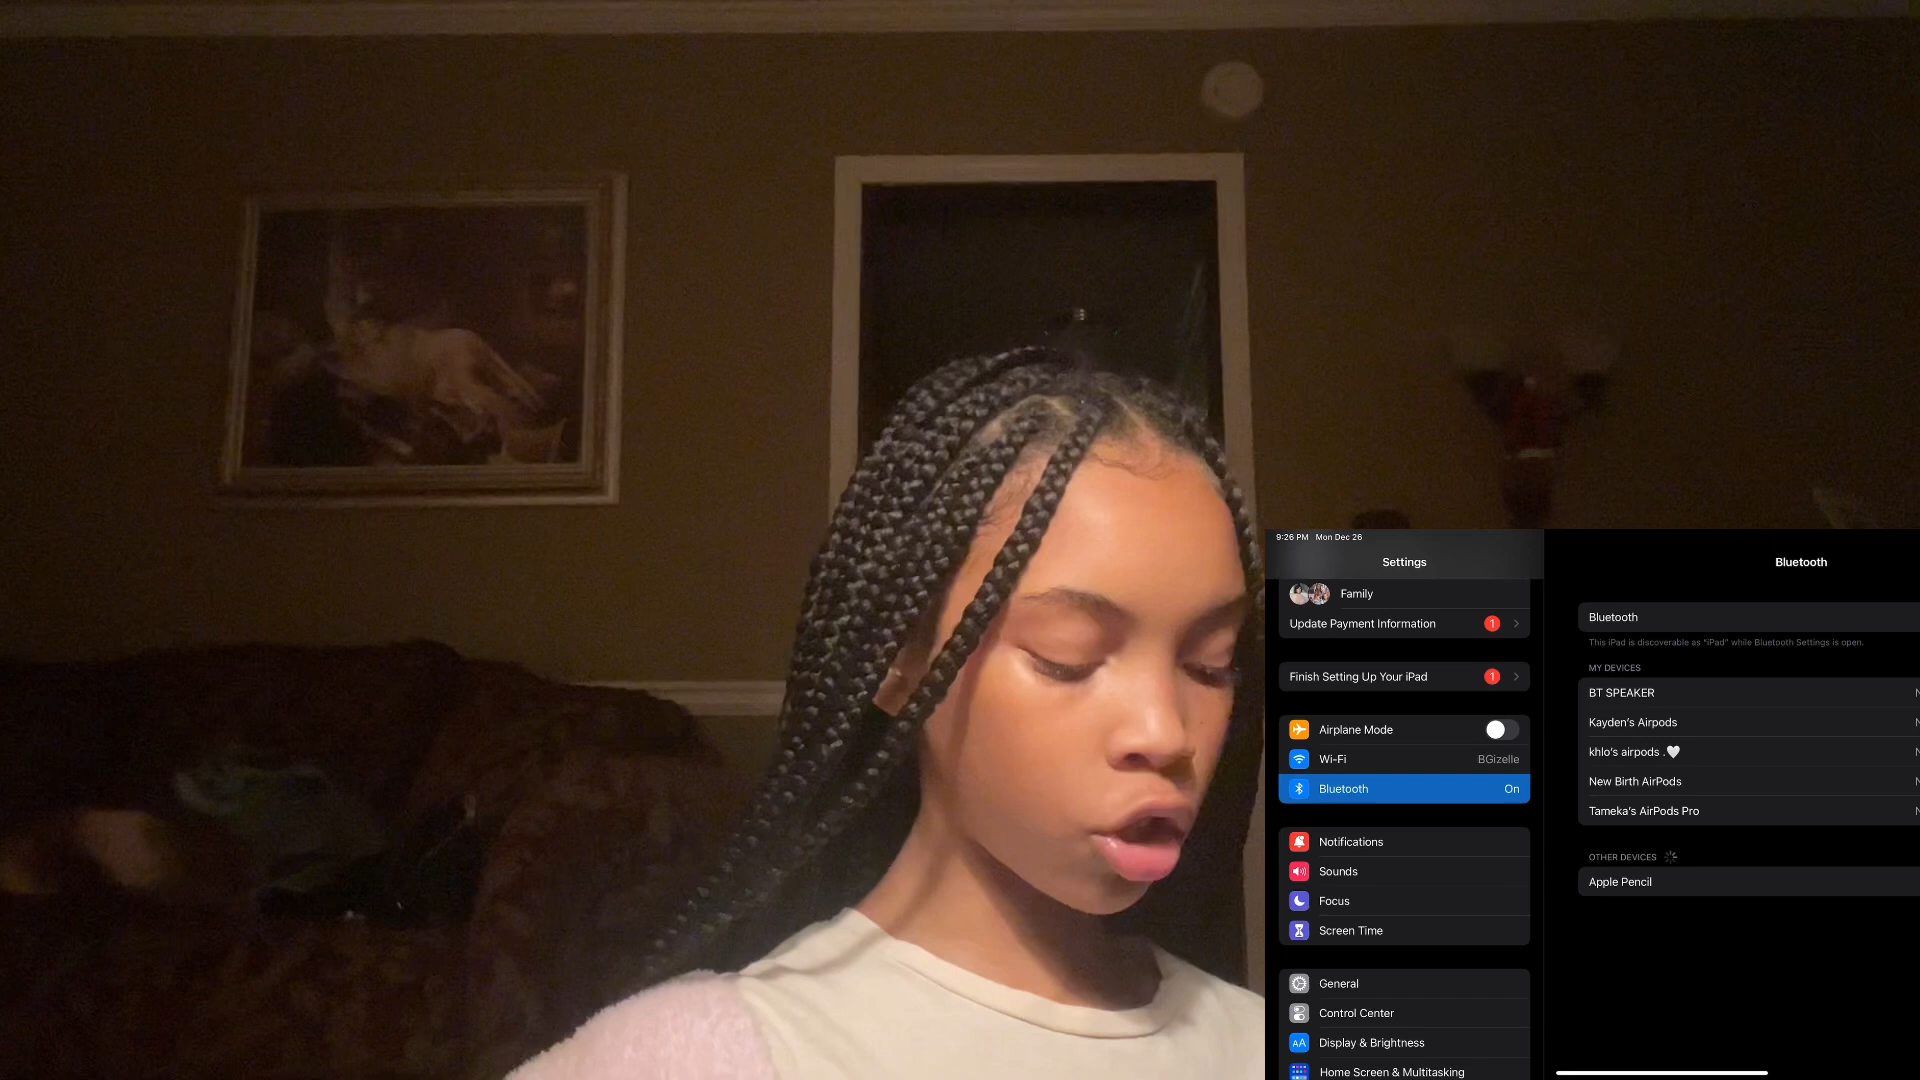 9:26 PM Mon Dec 26
Settings
Family
Update Payment Information 1
Finish Setting Up Your iPad 1
Airplane Mode
Wi-Fi BGizelle
Bluetooth On
Notifications
Sounds
Focus
Screen Time
General
Control Center
AA Display & Brightness
Home Screen & Multitasking
Bluetooth
Bluetooth
This iPad is discoverable as “iPad” while Bluetooth Settings is open.
MY DEVICES
BT SPEAKER
Kayden’s Airpods
khlo’s airpods .🤍
New Birth AirPods
Tameka’s AirPods Pro
OTHER DEVICES
Apple Pencil